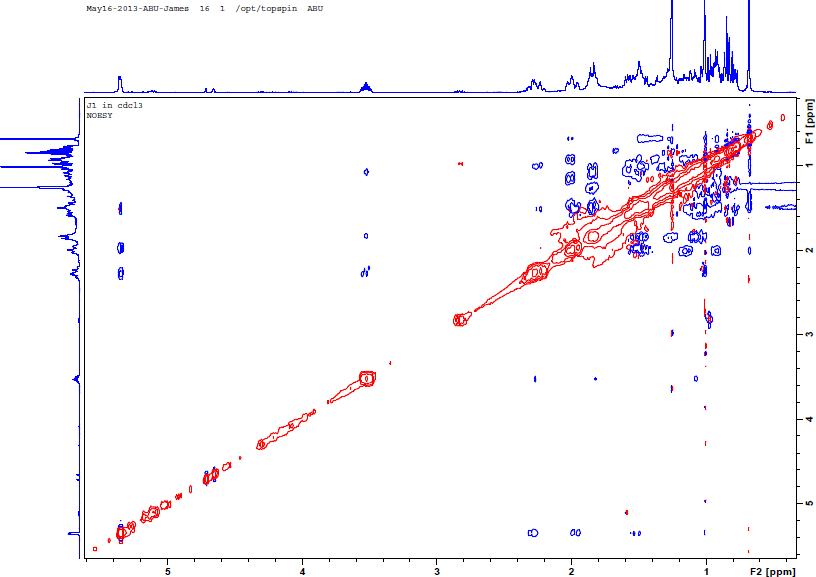 May16-2013-ABU-James 16 1 /opt/topspin ABU
J1 in cdcl3
NOESY
F1 [ppm]
1
2
3
4
5
5 4 3 2 1 F2 [ppm]